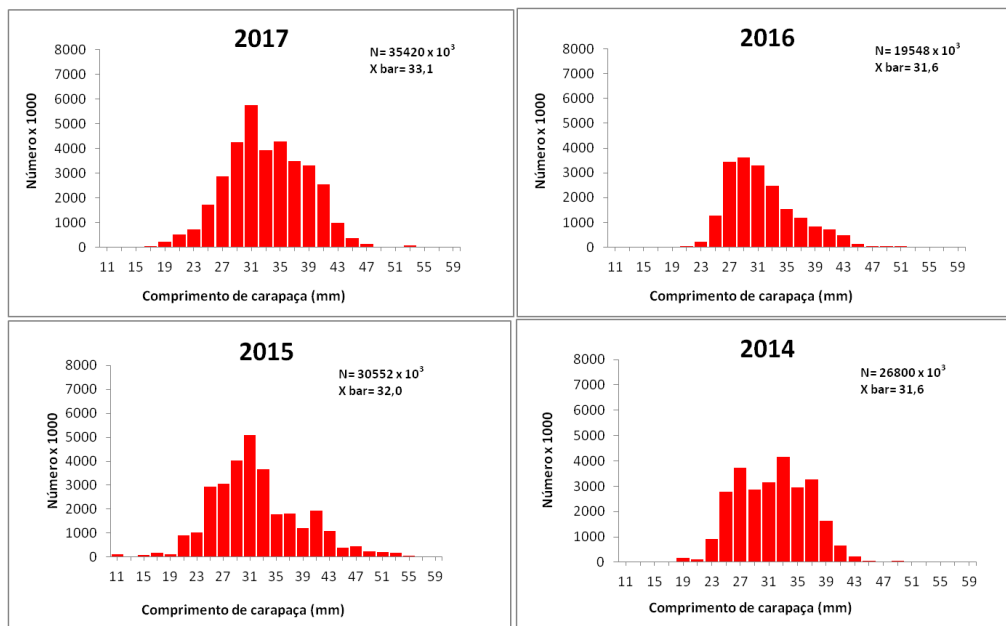 2017
N= 35420 x 10³
X bar= 33,1
Número x 1000
8000
7000
6000
5000
4000
3000
2000
1000
0
11 15 19 23 27 31 35 39 43 47 51 55 59
Comprimento de carapaça (mm)
2016
N= 19548 x 10³
X bar= 31,6
Número x 1000
8000
7000
6000
5000
4000
3000
2000
1000
0
11 15 19 23 27 31 35 39 43 47 51 55 59
Comprimento de carapaça (mm)
2015
N= 30552 x 10³
X bar= 32,0
Número x 1000
8000
7000
6000
5000
4000
3000
2000
1000
0
11 15 19 23 27 31 35 39 43 47 51 55 59
Comprimento de carapaça (mm)
2014
N= 26800 x 10³
X bar= 31,6
Número x 1000
8000
7000
6000
5000
4000
3000
2000
1000
0
11 15 19 23 27 31 35 39 43 47 51 55 59
Comprimento de carapaça (mm)